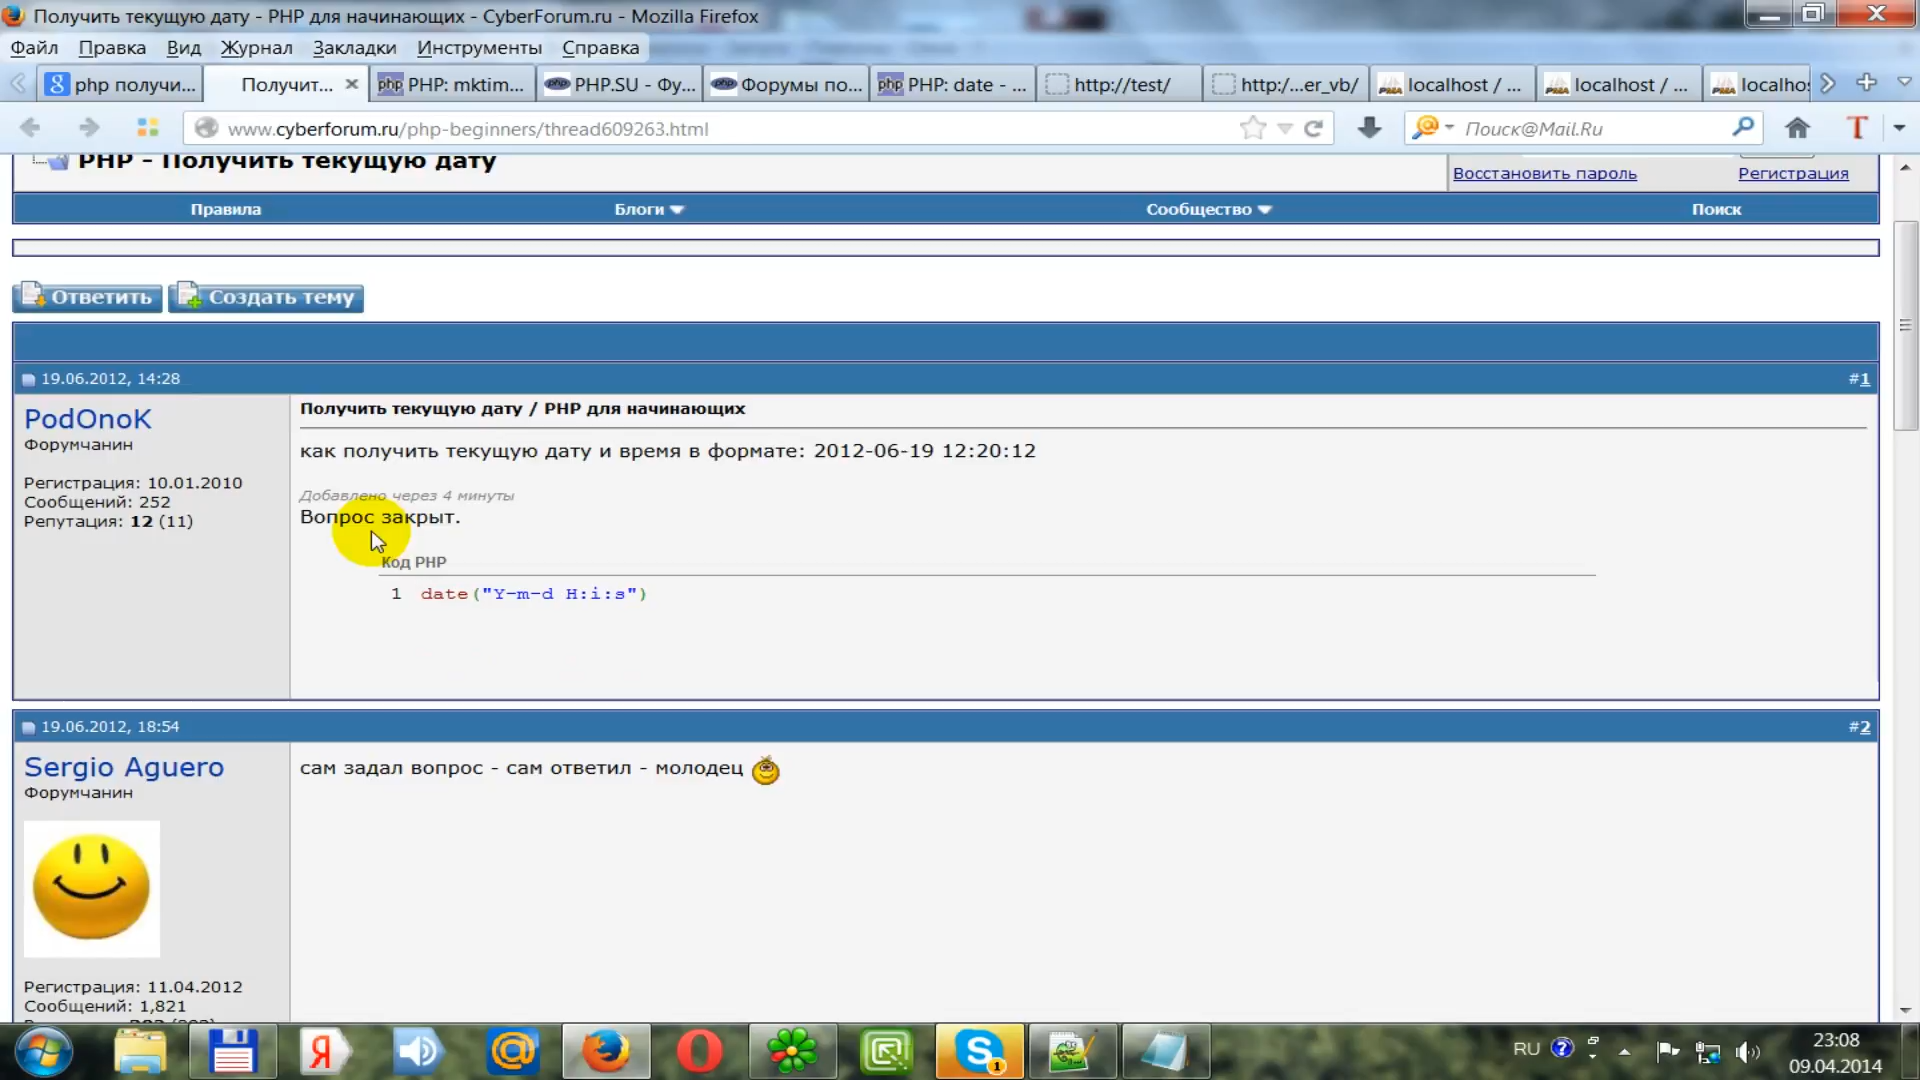 Получить текущую дату - PHP для начинающих - CyberForum.ru - Mozilla Firefox
Файл Правка Вид Журнал Закладки Инструменты Справка
php получи... Получит... PHP: mktim... PHP.SU - Фу... Форумы по... PHP: date - ... http://test/ http:/...er_vb/ localhost / ... localhost / ... localhos
www.cyberforum.ru/php-beginners/thread609263.html Поиск@Mail.Ru
PHP - Получить текущую дату
Восстановить пароль Регистрация
Правила Блоги Сообщество Поиск
Ответить Создать тему
19.06.2012, 14:28 #1
PodOnoK
Форумчанин
Регистрация: 10.01.2010
Сообщений: 252
Репутация: 12 (11)
Получить текущую дату / PHP для начинающих
как получить текущую дату и время в формате: 2012-06-19 12:20:12
Добавлено через 4 минуты
Вопрос закрыт.
Код PHP
1 date("Y-m-d H:i:s")
19.06.2012, 18:54 #2
Sergio Aguero
Форумчанин
сам задал вопрос - сам ответил - молодец
Регистрация: 11.04.2012
Сообщений: 1,821
RU
23:08
09.04.2014